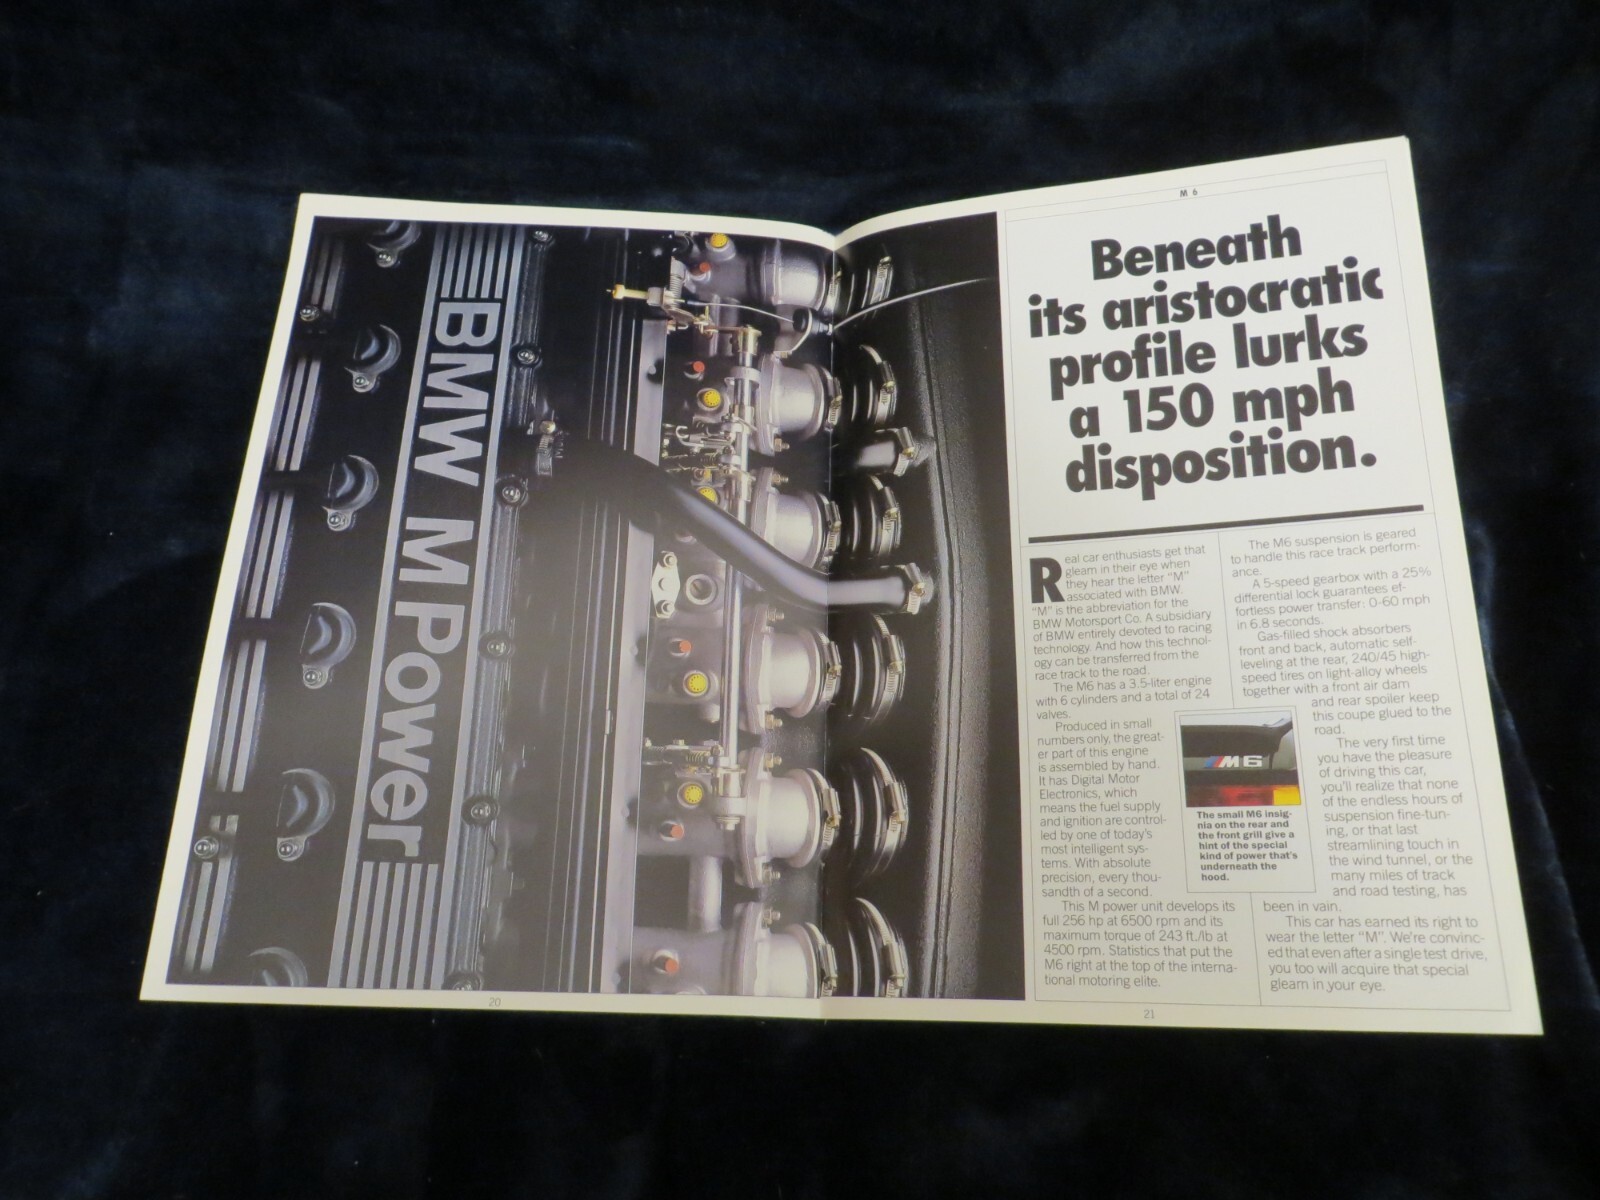 BMW M Power
20
M 6
Beneath
its aristocratic
profile lurks
a 150 mph
disposition.
Real car enthusiasts get that
gleam in their eye when
they hear the letter "M"
associated with BMW.
"M" is the abbreviation for the
BMW Motorsport Co. A subsidiary
of BMW entirely devoted to racing
technology. And how this technol-
ogy can be transferred from the
race track to the road.
The M6 has a 3.5-liter engine
with 6 cylinders and a total of 24
valves.
Produced in small
numbers only, the great-
er part of this engine
is assembled by hand.
It has Digital Motor
Electronics, which
means the fuel supply
and ignition are control-
led by one of today's
most intelligent sys-
tems. With absolute
precision, every thou-
sandth of a second.
This M power unit develops its
full 256 hp at 6500 rpm and its
maximum torque of 243 ft./lb at
4500 rpm. Statistics that put the
M6 right at the top of the interna-
tional motoring elite.
The M6 suspension is geared
to handle this race track perform-
ance.
A 5-speed gearbox with a 25%
differential lock guarantees ef-
fortless power transfer: 0-60 mph
in 6.8 seconds.
Gas-filled shock absorbers
front and back, automatic self-
leveling at the rear, 240/45 high-
speed tires on light-alloy wheels
together with a front air dam
and rear spoiler keep
this coupe glued to the
road.
The very first time
you have the pleasure
of driving this car,
you'll realize that none
of the endless hours of
suspension fine-tun-
ing, or that last
streamlining touch in
the wind tunnel, or the
many miles of track
and road testing, has
been in vain.
This car has earned its right to
wear the letter "M". We're convinc-
ed that even after a single test drive,
you too will acquire that special
gleam in your eye.
M6
The small M6 insig-
nia on the rear and
the front grill give a
hint of the special
kind of power that's
underneath the
hood.
21